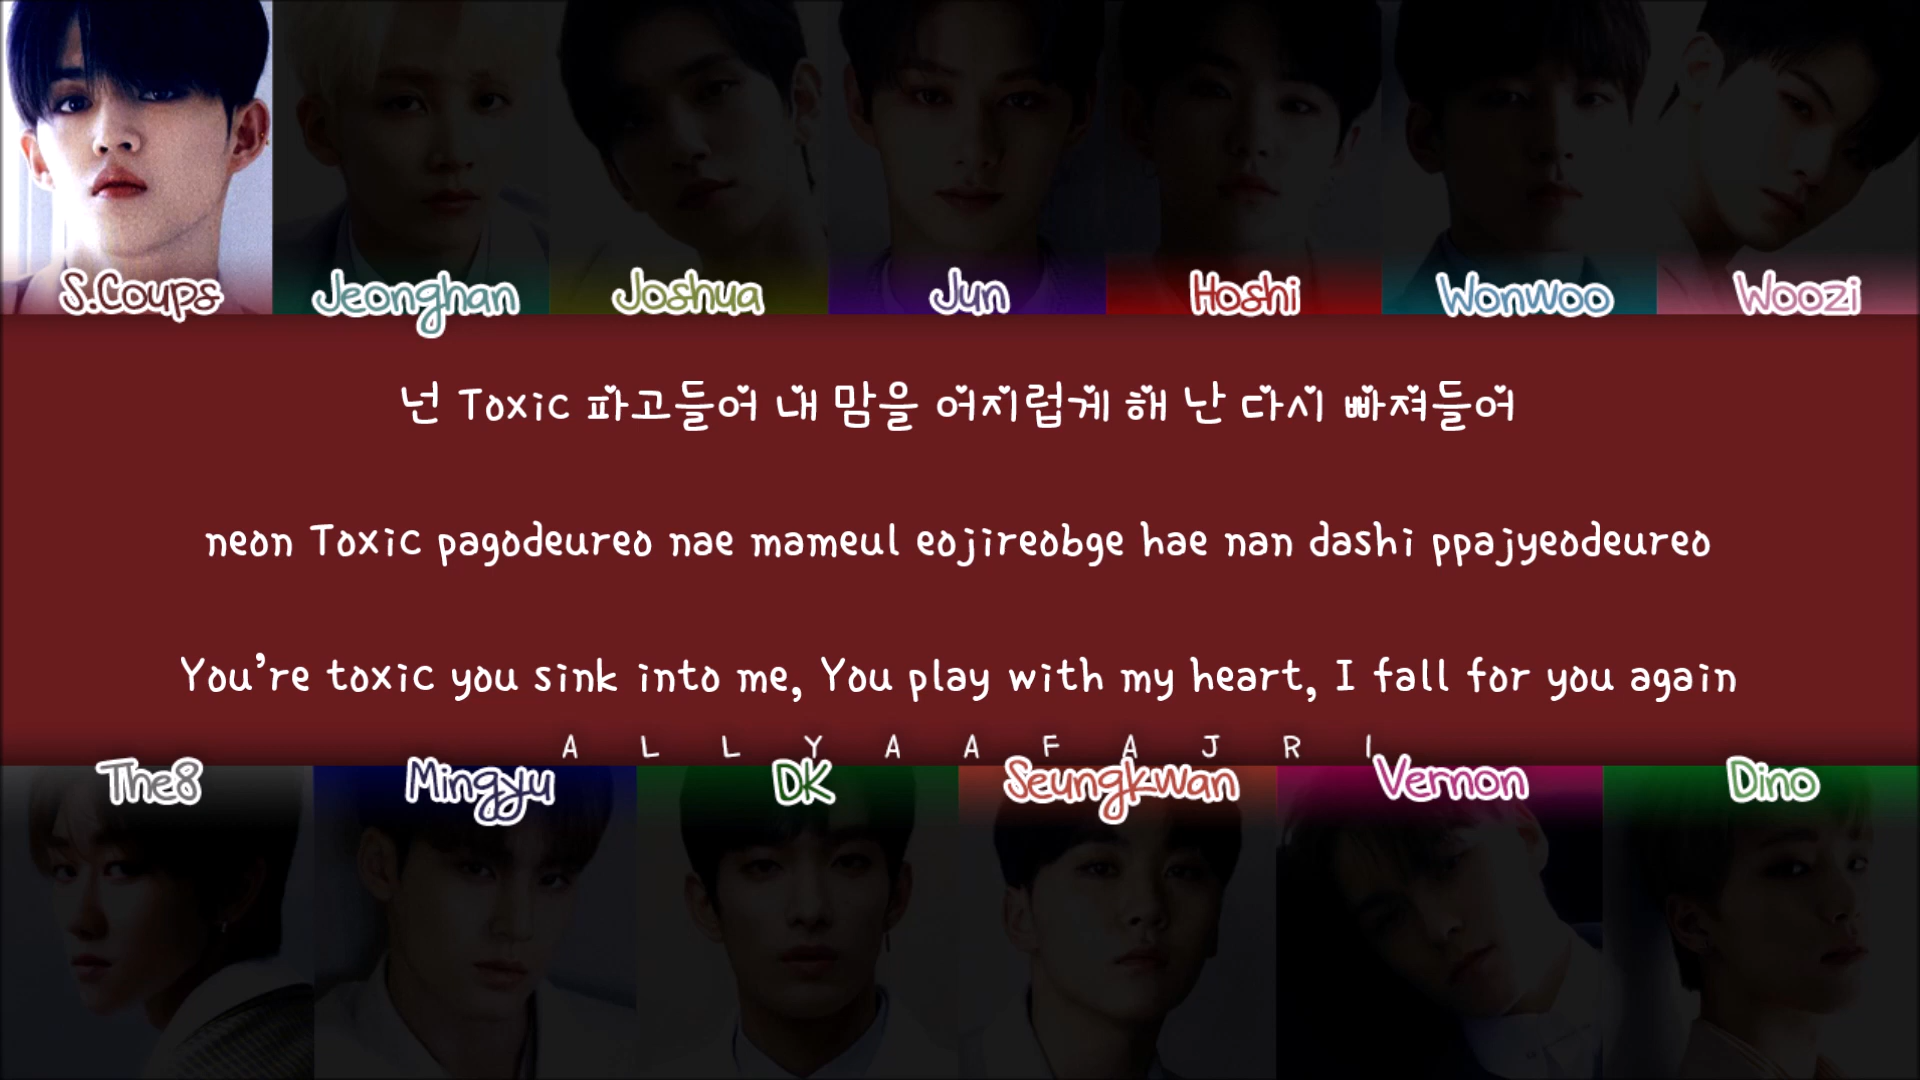 S.Coups Jeonghan Joshua Jun Hoshi Wonwoo Woozi
넌 Toxic 파고들어 내 맘을 어지럽게 해 난 다시 빠져들어
neon Toxic pagodeureo nae mameul eojireobge hae nan dashi ppajyeodeureo
You're toxic you sink into me, You play with my heart, I fall for you again
A L L Y A A F A J R I
The8 Mingyu DK Seungkwan Vernon Dino